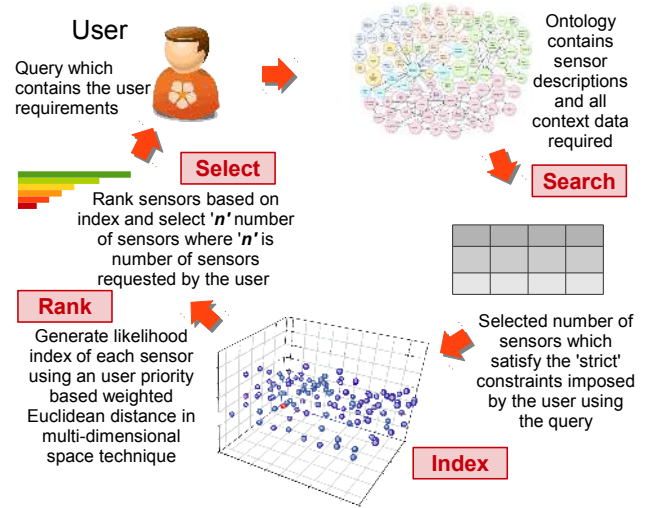 User
Query which
contains the user
requirements
Ontology
contains
sensor
descriptions
and all
context data
required
Search
Selected number of
sensors which
satisfy the 'strict'
constraints imposed
by the user using
the query
Index
Generate likelihood
index of each sensor
using an user priority
based weighted
Euclidean distance in
multi-dimensional
space technique
Rank
Rank sensors based on
index and select 'n' number
of sensors where 'n' is
number of sensors
requested by the user
Select